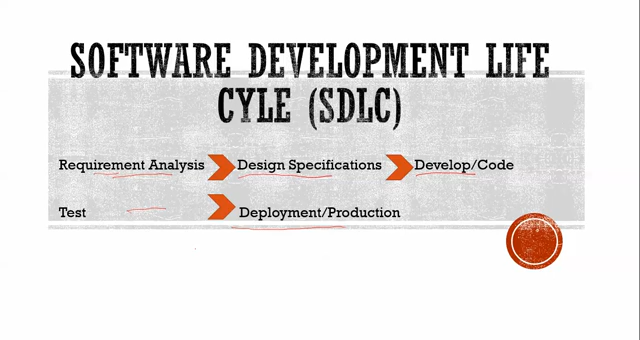 SOFTWARE DEVELOPMENT LIFE
CYLE (SDLC)
Requirement Analysis Design Specifications Develop/Code
Test Deployment/Production